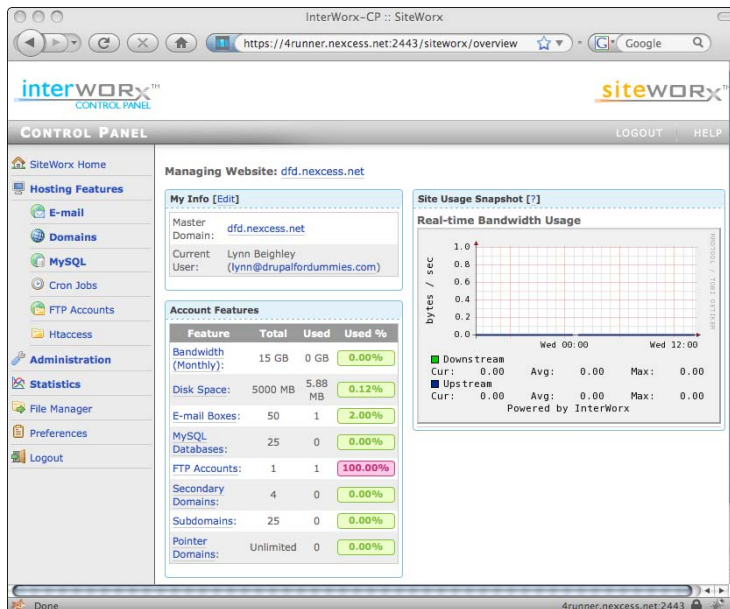 InterWorx-CP :: SiteWorx
https://4runner.nexcess.net:2443/siteworx/overview
Google
interworx™
CONTROL PANEL
siteworx™
CONTROL PANEL
LOGOUT HELP
SiteWorx Home
Hosting Features
E-mail
Domains
MySQL
Cron Jobs
FTP Accounts
Htaccess
Administration
Statistics
File Manager
Preferences
Logout
Managing Website: dfd.nexcess.net
My Info [Edit]
Master Domain: dfd.nexcess.net
Current User: Lynn Beighley
(lynn@drupalfordummies.com)
Account Features
Feature Total Used Used %
Bandwidth (Monthly): 15 GB 0 GB 0.00%
Disk Space: 5000 MB 5.88 MB 0.12%
E-mail Boxes: 50 1 2.00%
MySQL Databases: 25 0 0.00%
FTP Accounts: 1 1 100.00%
Secondary Domains: 4 0 0.00%
Subdomains: 25 0 0.00%
Pointer Domains: Unlimited 0 0.00%
Site Usage Snapshot [?]
Real-time Bandwidth Usage
bytes / sec
1.0
0.8
0.6
0.4
0.2
0.0
Wed 00:00 Wed 12:00
RRDTOOL / TOBI OETIKER
Downstream
Cur: 0.00 Avg: 0.00 Max: 0.00
Upstream
Cur: 0.00 Avg: 0.00 Max: 0.00
Powered by InterWorx
Done
4runner.nexcess.net:2443